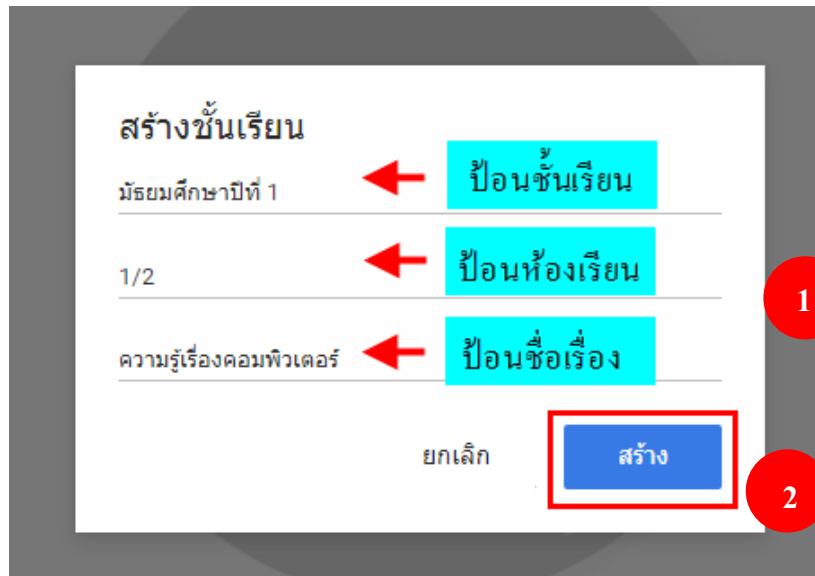 สร้างชั้นเรียน
มัธยมศึกษาปีที่ 1
ป้อนชั้นเรียน
1/2
ป้อนห้องเรียน
1
ความรู้เรื่องคอมพิวเตอร์
ป้อนชื่อเรื่อง
ยกเลิก
สร้าง
2